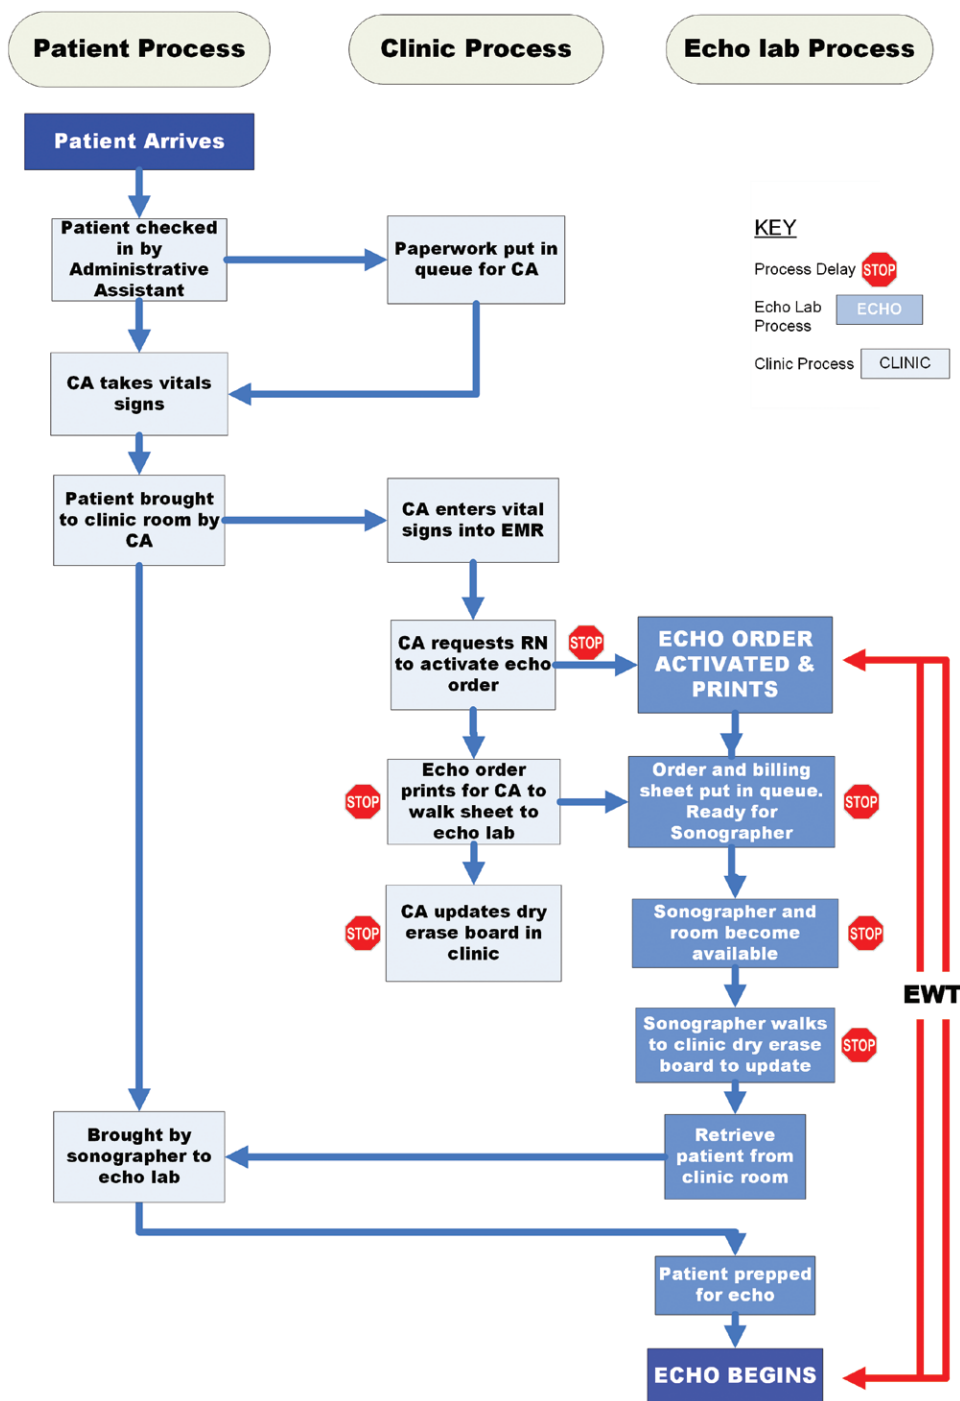 Patient Process
Clinic Process
Echo lab Process
Patient Arrives
Patient checked
in by
Administrative
Assistant
Paperwork put in
queue for CA
KEY
Process Delay
STOP
Echo Lab
Process
ECHO
Clinic Process
CLINIC
CA takes vitals
signs
Patient brought
to clinic room by
CA
CA enters vital
signs into EMR
CA requests RN
to activate echo
order
STOP
ECHO ORDER
ACTIVATED &
PRINTS
STOP
Echo order
prints for CA to
walk sheet to
echo lab
Order and billing
sheet put in queue.
Ready for
Sonographer
STOP
STOP
CA updates dry
erase board in
clinic
Sonographer and
room become
available
STOP
EWT
Sonographer walks
to clinic dry erase
board to update
STOP
Brought by
sonographer to
echo lab
Retrieve
patient from
clinic room
Patient prepped
for echo
ECHO BEGINS